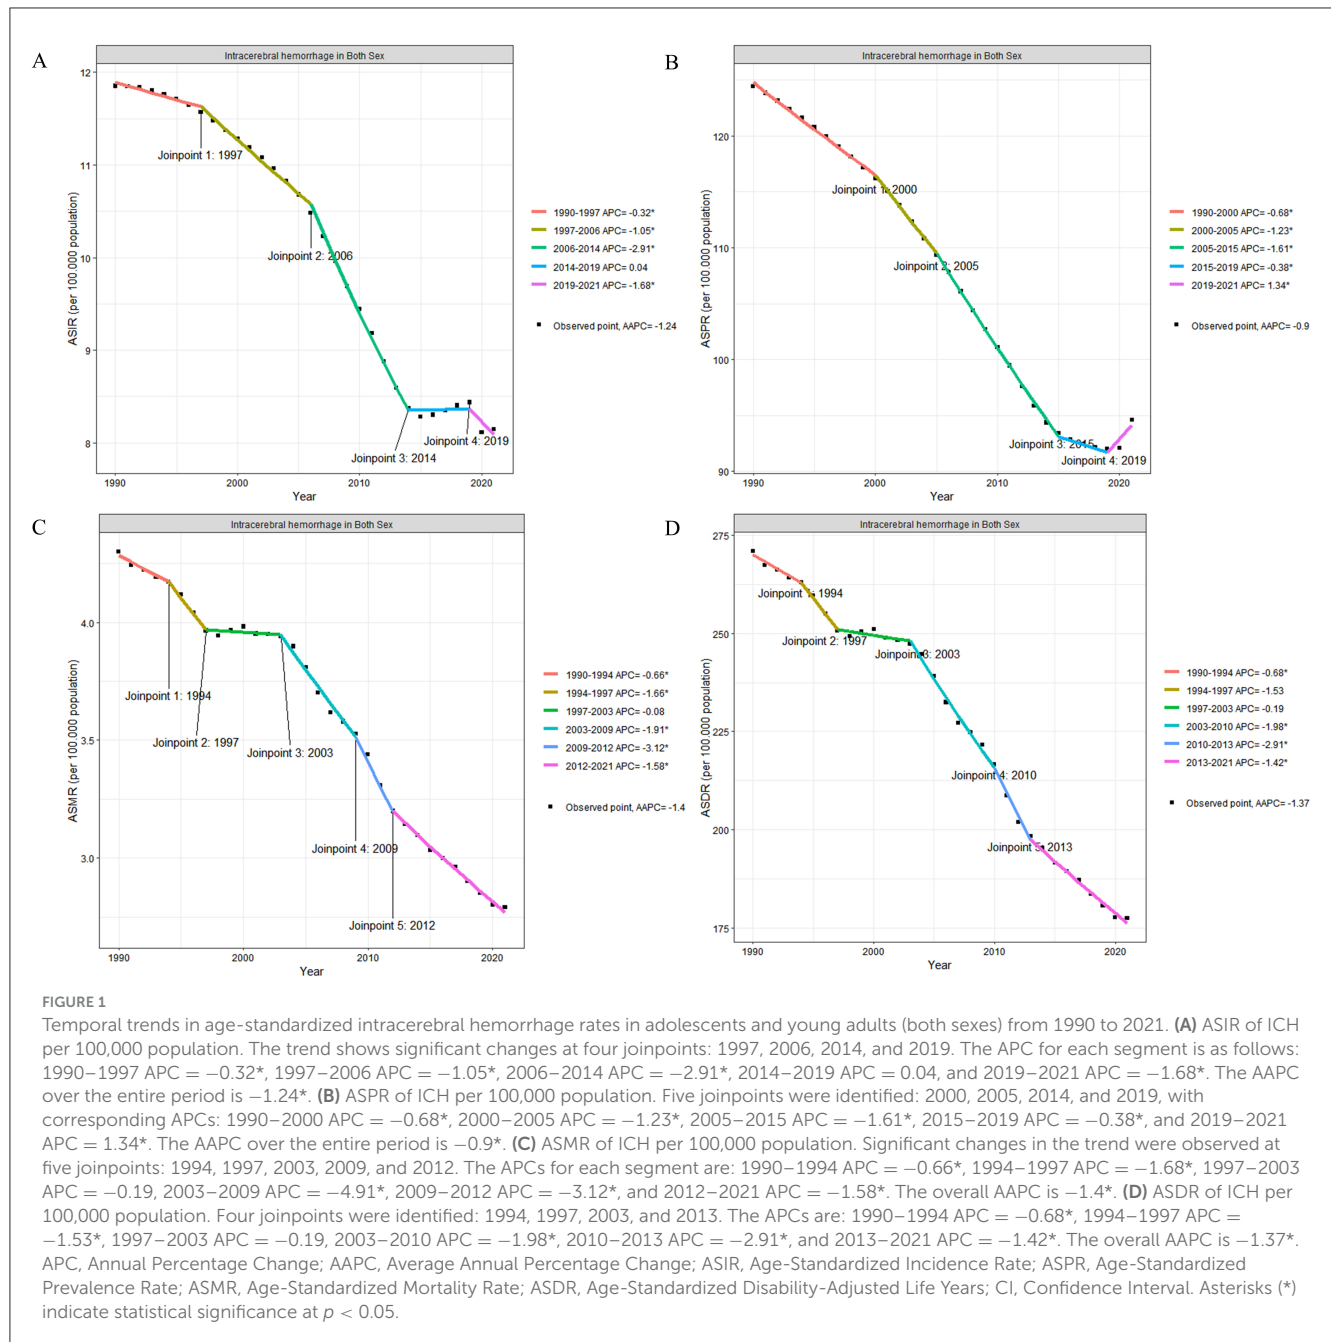 A
Intracerebral hemorrhage in Both Sex
ASIR (per 100.000 population)
12
11
10
9
8
Joinpoint 1: 1997
Joinpoint 2: 2006
Joinpoint 3: 2014
Joinpoint 4: 2019
1990
2000
2010
2020
Year
1990-1997 APC= -0.32*
1997-2006 APC= -1.05*
2006-2014 APC= -2.91*
2014-2019 APC= 0.04
2019-2021 APC= -1.68*
Observed point, AAPC= -1.24
B
Intracerebral hemorrhage in Both Sex
ASPR (per 100.000 population)
120
110
100
90
Joinpoint 1: 2000
Joinpoint 2: 2005
Joinpoint 3: 2015
Joinpoint 4: 2019
1990
2000
2010
2020
Year
1990-2000 APC= -0.68*
2000-2005 APC= -1.23*
2005-2015 APC= -1.61*
2015-2019 APC= -0.38*
2019-2021 APC= 1.34*
Observed point, AAPC= -0.9
C
Intracerebral hemorrhage in Both Sex
ASMR (per 100.000 population)
4.0
3.5
3.0
Joinpoint 1: 1994
Joinpoint 2: 1997
Joinpoint 3: 2003
Joinpoint 4: 2009
Joinpoint 5: 2012
1990
2000
2010
2020
Year
1990-1994 APC= -0.66*
1994-1997 APC= -1.66*
1997-2003 APC= -0.08
2003-2009 APC= -1.91*
2009-2012 APC= -3.12*
2012-2021 APC= -1.58*
Observed point, AAPC= -1.4
D
Intracerebral hemorrhage in Both Sex
ASDR (per 100.000 population)
275
250
225
200
175
Joinpoint 1: 1994
Joinpoint 2: 1997
Joinpoint 3: 2003
Joinpoint 4: 2010
Joinpoint 5: 2013
1990
2000
2010
2020
Year
1990-1994 APC= -0.68*
1994-1997 APC= -1.53
1997-2003 APC= -0.19
2003-2010 APC= -1.98*
2010-2013 APC= -2.91*
2013-2021 APC= -1.42*
Observed point, AAPC= -1.37
FIGURE 1
Temporal trends in age-standardized intracerebral hemorrhage rates in adolescents and young adults (both sexes) from 1990 to 2021. (A) ASIR of ICH
per 100,000 population. The trend shows significant changes at four joinpoints: 1997, 2006, 2014, and 2019. The APC for each segment is as follows:
1990–1997 APC = −0.32*, 1997–2006 APC = −1.05*, 2006–2014 APC = −2.91*, 2014–2019 APC = 0.04, and 2019–2021 APC = −1.68*. The AAPC
over the entire period is −1.24*. (B) ASPR of ICH per 100,000 population. Five joinpoints were identified: 2000, 2005, 2014, and 2019, with
corresponding APCs: 1990–2000 APC = −0.68*, 2000–2005 APC = −1.23*, 2005–2015 APC = −1.61*, 2015–2019 APC = −0.38*, and 2019–2021
APC = 1.34*. The AAPC over the entire period is −0.9*. (C) ASMR of ICH per 100,000 population. Significant changes in the trend were observed at
five joinpoints: 1994, 1997, 2003, 2009, and 2012. The APCs for each segment are: 1990–1994 APC = −0.66*, 1994–1997 APC = −1.68*, 1997–2003
APC = −0.19, 2003–2009 APC = −4.91*, 2009–2012 APC = −3.12*, and 2012–2021 APC = −1.58*. The overall AAPC is −1.4*. (D) ASDR of ICH per
100,000 population. Four joinpoints were identified: 1994, 1997, 2003, and 2013. The APCs are: 1990–1994 APC = −0.68*, 1994–1997 APC =
−1.53*, 1997–2003 APC = −0.19, 2003–2010 APC = −1.98*, 2010–2013 APC = −2.91*, and 2013–2021 APC = −1.42*. The overall AAPC is −1.37*.
APC, Annual Percentage Change; AAPC, Average Annual Percentage Change; ASIR, Age-Standardized Incidence Rate; ASPR, Age-Standardized
Prevalence Rate; ASMR, Age-Standardized Mortality Rate; ASDR, Age-Standardized Disability-Adjusted Life Years; CI, Confidence Interval. Asterisks (*)
indicate statistical significance at p < 0.05.